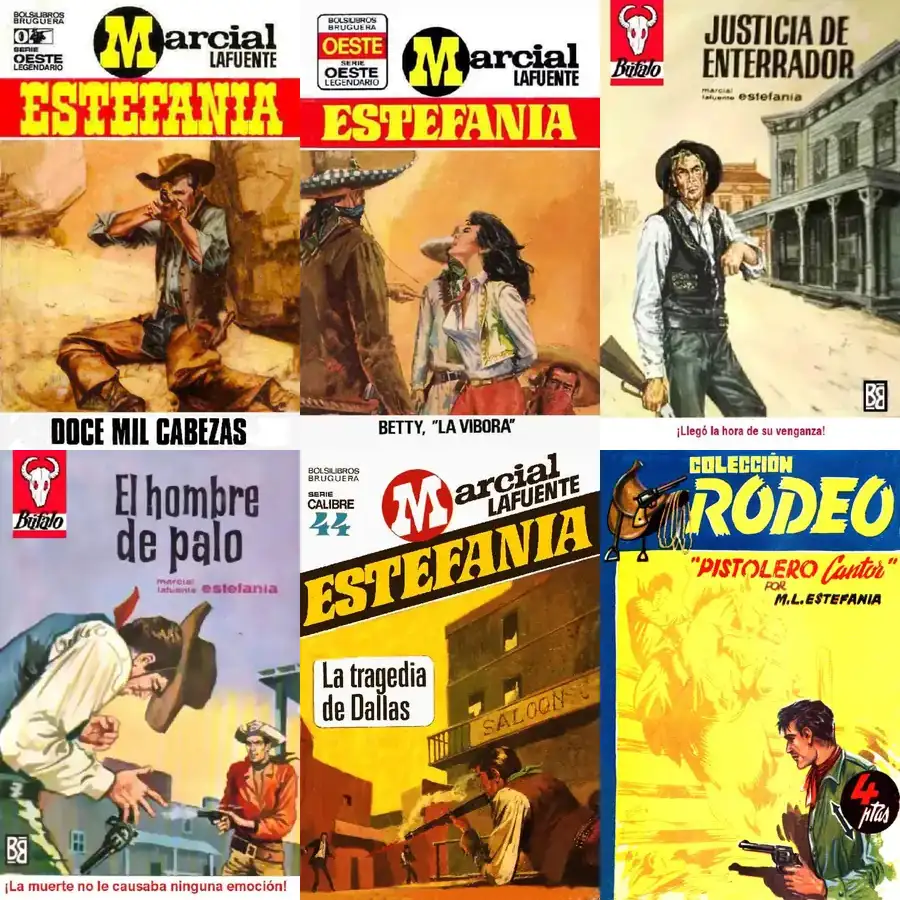 BOLSILIBROS
BRUGUERA
SERIE
OESTE
LEGENDARIO
Marcial
LAFUENTE
ESTEFANIA
DOCE MIL CABEZAS
BOLSILIBROS
BRUGUERA
OESTE
SERIE
OESTE
LEGENDARIO
Marcial
LAFUENTE
ESTEFANIA
BETTY, "LA VIBORA"
Búfalo
JUSTICIA DE
ENTERRADOR
marcial
lafuente estefanía
B
B
¡Llegó la hora de su venganza!
Búfalo
El hombre
de palo
marcial
lafuente estefanía
B
B
¡La muerte no le causaba ninguna emoción!
BOLSILIBROS
BRUGUERA
SERIE
CALIBRE
44
Marcial
LAFUENTE
ESTEFANIA
La tragedia
de Dallas
SALOON
COLECCIÓN
RODEO
"PISTOLERO Cantor"
POR
M.L.ESTEFANIA
4
ptas